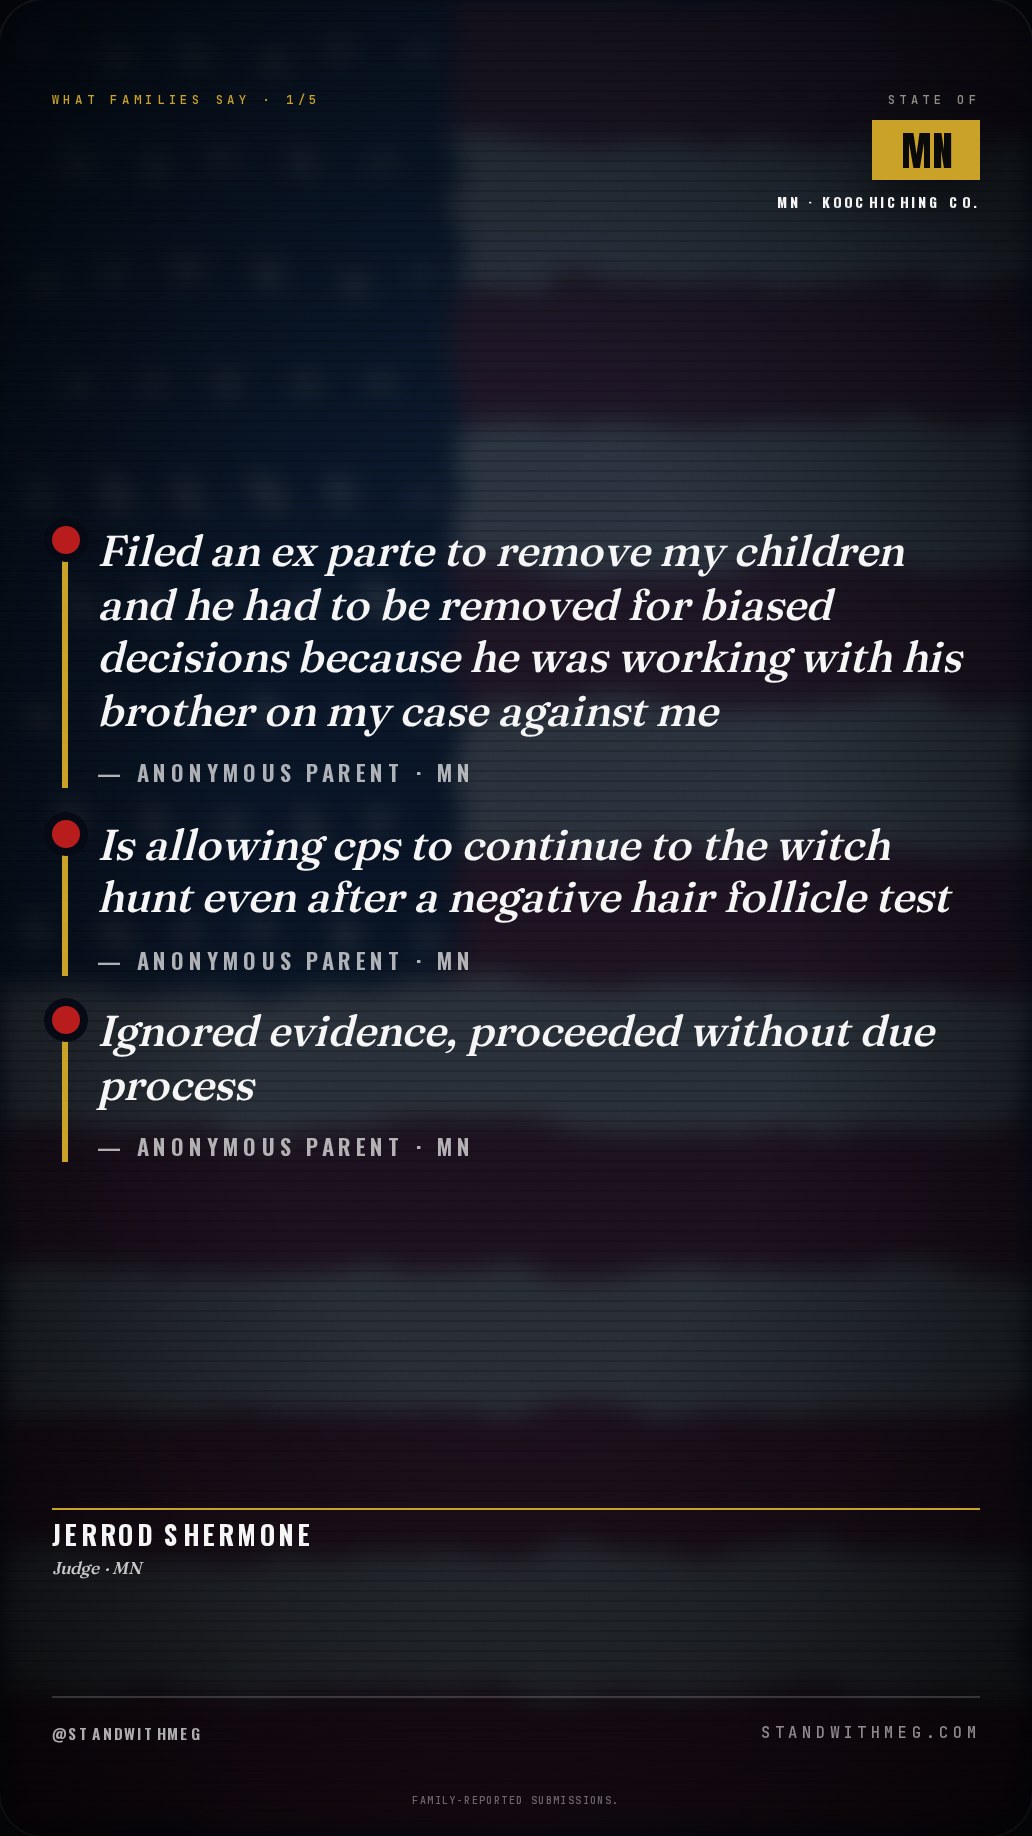 WHAT FAMILIES SAY · 1/5
STATE OF
MN
MN · KOOCHICHING CO.
Filed an ex parte to remove my children
and he had to be removed for biased
decisions because he was working with his
brother on my case against me
— ANONYMOUS PARENT · MN
Is allowing cps to continue to the witch
hunt even after a negative hair follicle test
— ANONYMOUS PARENT · MN
Ignored evidence, proceeded without due
process
— ANONYMOUS PARENT · MN
JERROD SHERMONE
Judge · MN
@STANDWITHMEG
STANDWITHMEG.COM
FAMILY-REPORTED SUBMISSIONS.